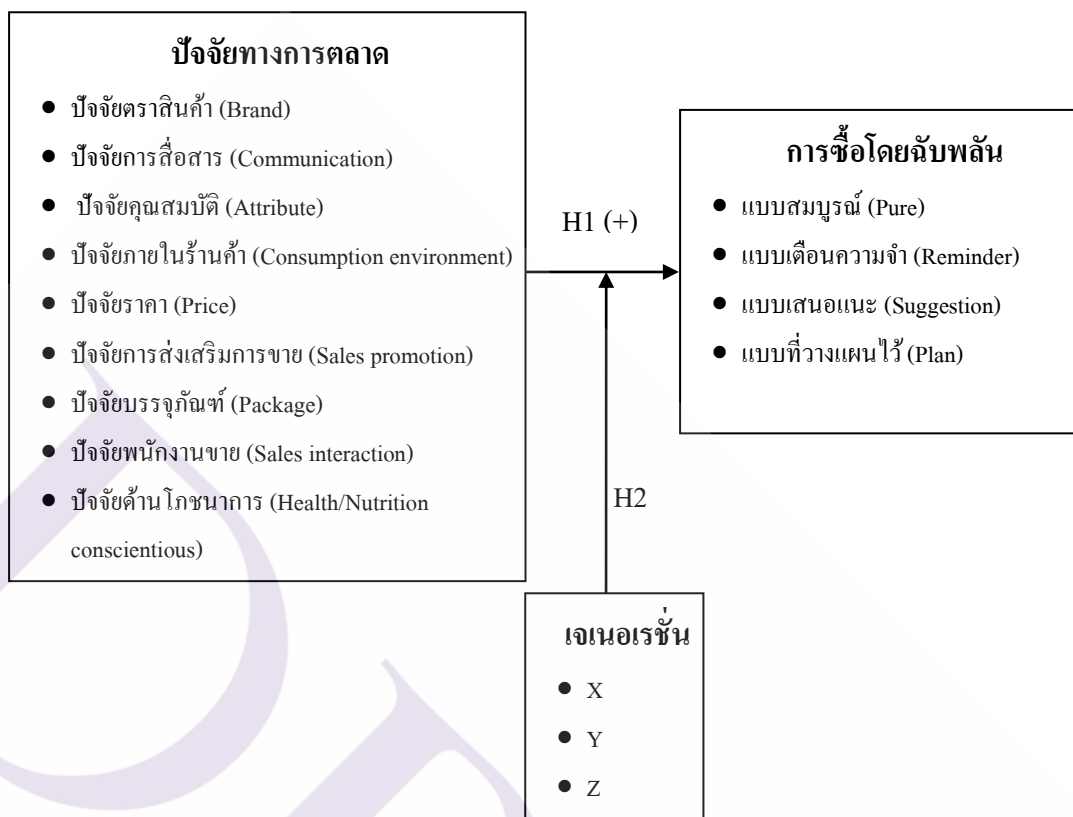 ปัจจัยทางการตลาด
● ปัจจัยตราสินค้า (Brand)
● ปัจจัยการสื่อสาร (Communication)
● ปัจจัยคุณสมบัติ (Attribute)
● ปัจจัยภายในร้านค้า (Consumption environment)
● ปัจจัยราคา (Price)
● ปัจจัยการส่งเสริมการขาย (Sales promotion)
● ปัจจัยบรรจุภัณฑ์ (Package)
● ปัจจัยพนักงานขาย (Sales interaction)
● ปัจจัยด้านโภชนาการ (Health/Nutrition
conscientious)
H1 (+)
การซื้อโดยฉับพลัน
● แบบสมบูรณ์ (Pure)
● แบบเตือนความจำ (Reminder)
● แบบเสนอแนะ (Suggestion)
● แบบที่วางแผนไว้ (Plan)
H2
เจเนอเรชั่น
● X
● Y
● Z